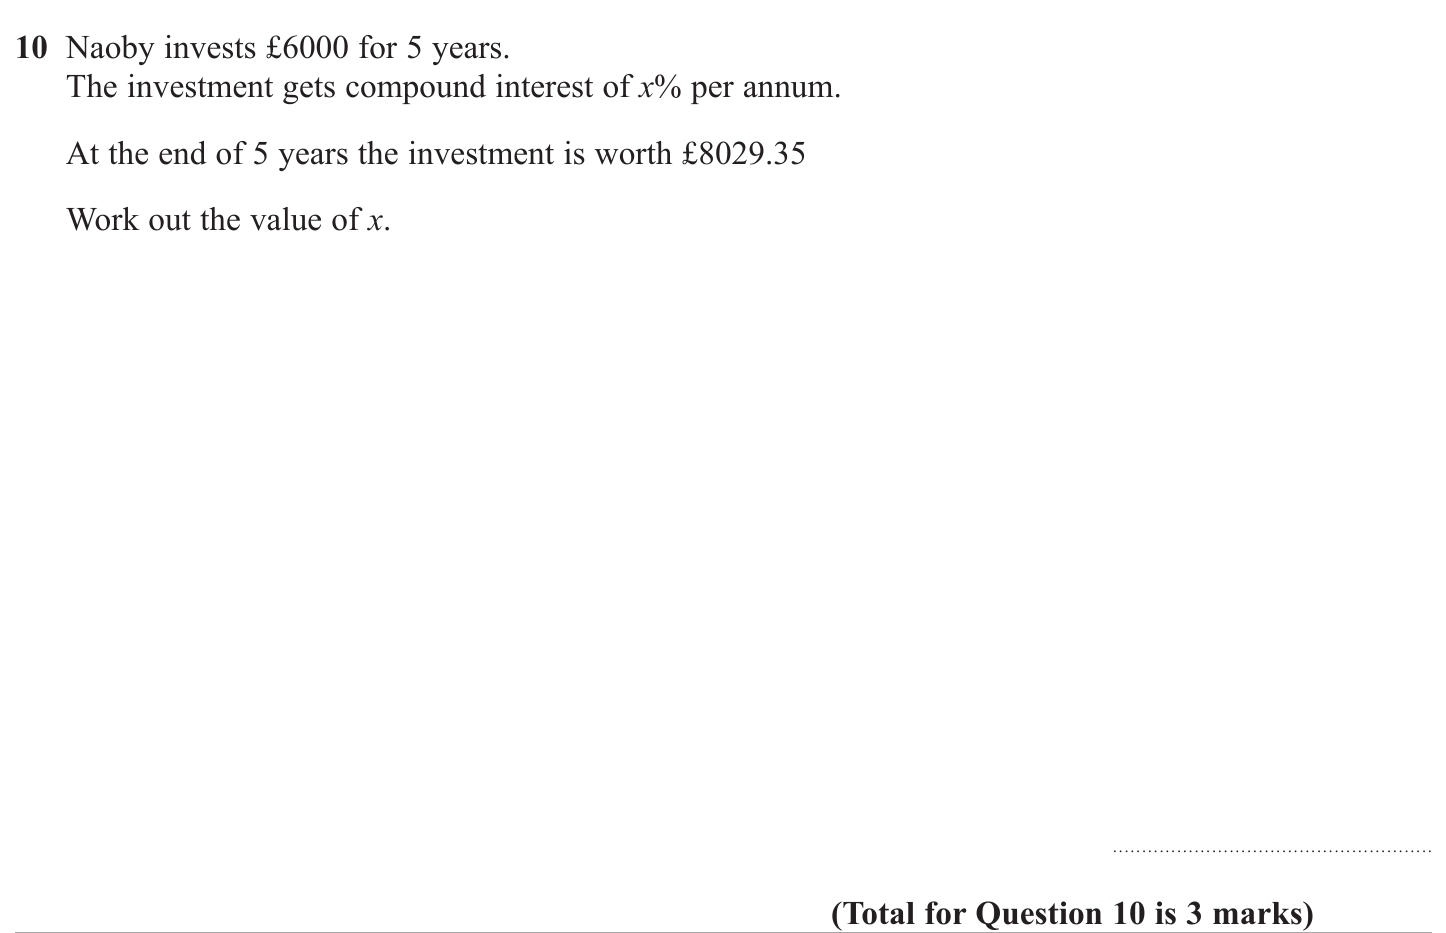 10 Naoby invests £6000 for 5 years.
The investment gets compound interest of x% per annum.
At the end of 5 years the investment is worth £8029.35
Work out the value of x.
(Total for Question 10 is 3 marks)